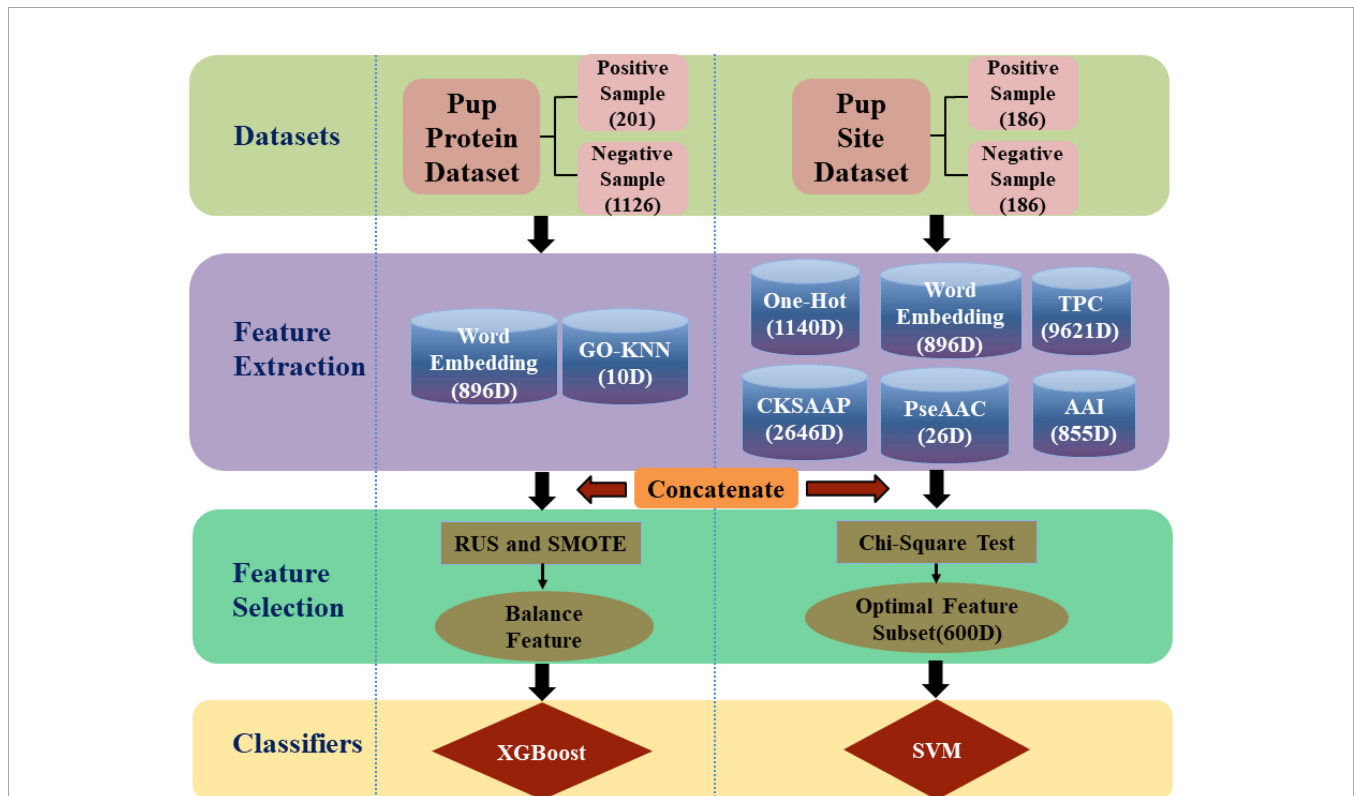 Datasets
Pup
Protein
Dataset
Positive
Sample
(201)
Negative
Sample
(1126)
Pup
Site
Dataset
Positive
Sample
(186)
Negative
Sample
(186)
Feature
Extraction
Word
Embedding
(896D)
GO-KNN
(10D)
One-Hot
(1140D)
Word
Embedding
(896D)
TPC
(9621D)
CKSAAP
(2646D)
PseAAC
(26D)
AAI
(855D)
Concatenate
Feature
Selection
RUS and SMOTE
Balance
Feature
Chi-Square Test
Optimal Feature
Subset(600D)
Classifiers
XGBoost
SVM